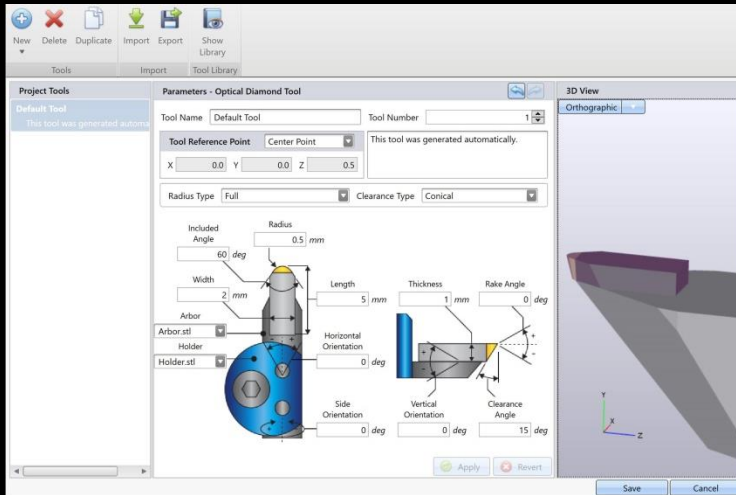 New
Delete
Duplicate
Import
Export
Show
Library
Tools
Import
Tool Library
Project Tools
Default Tool
This tool was generated automa
Parameters - Optical Diamond Tool
Tool Name Default Tool
Tool Number 1
Tool Reference Point Center Point
X 0.0 Y 0.0 Z 0.5
This tool was generated automatically.
Radius Type Full
Clearance Type Conical
Included
Angle
60 deg
Radius
0.5 mm
Width
2 mm
Length
5 mm
Arbor
Arbor.stl
Holder
Holder.stl
Horizontal
Orientation
0 deg
Side
Orientation
0 deg
Thickness
1 mm
Rake Angle
0 deg
+
-
+
-
Vertical
Orientation
0 deg
Clearance
Angle
15 deg
Apply
Revert
3D View
Orthographic
Y
X
Z
Save
Cancel